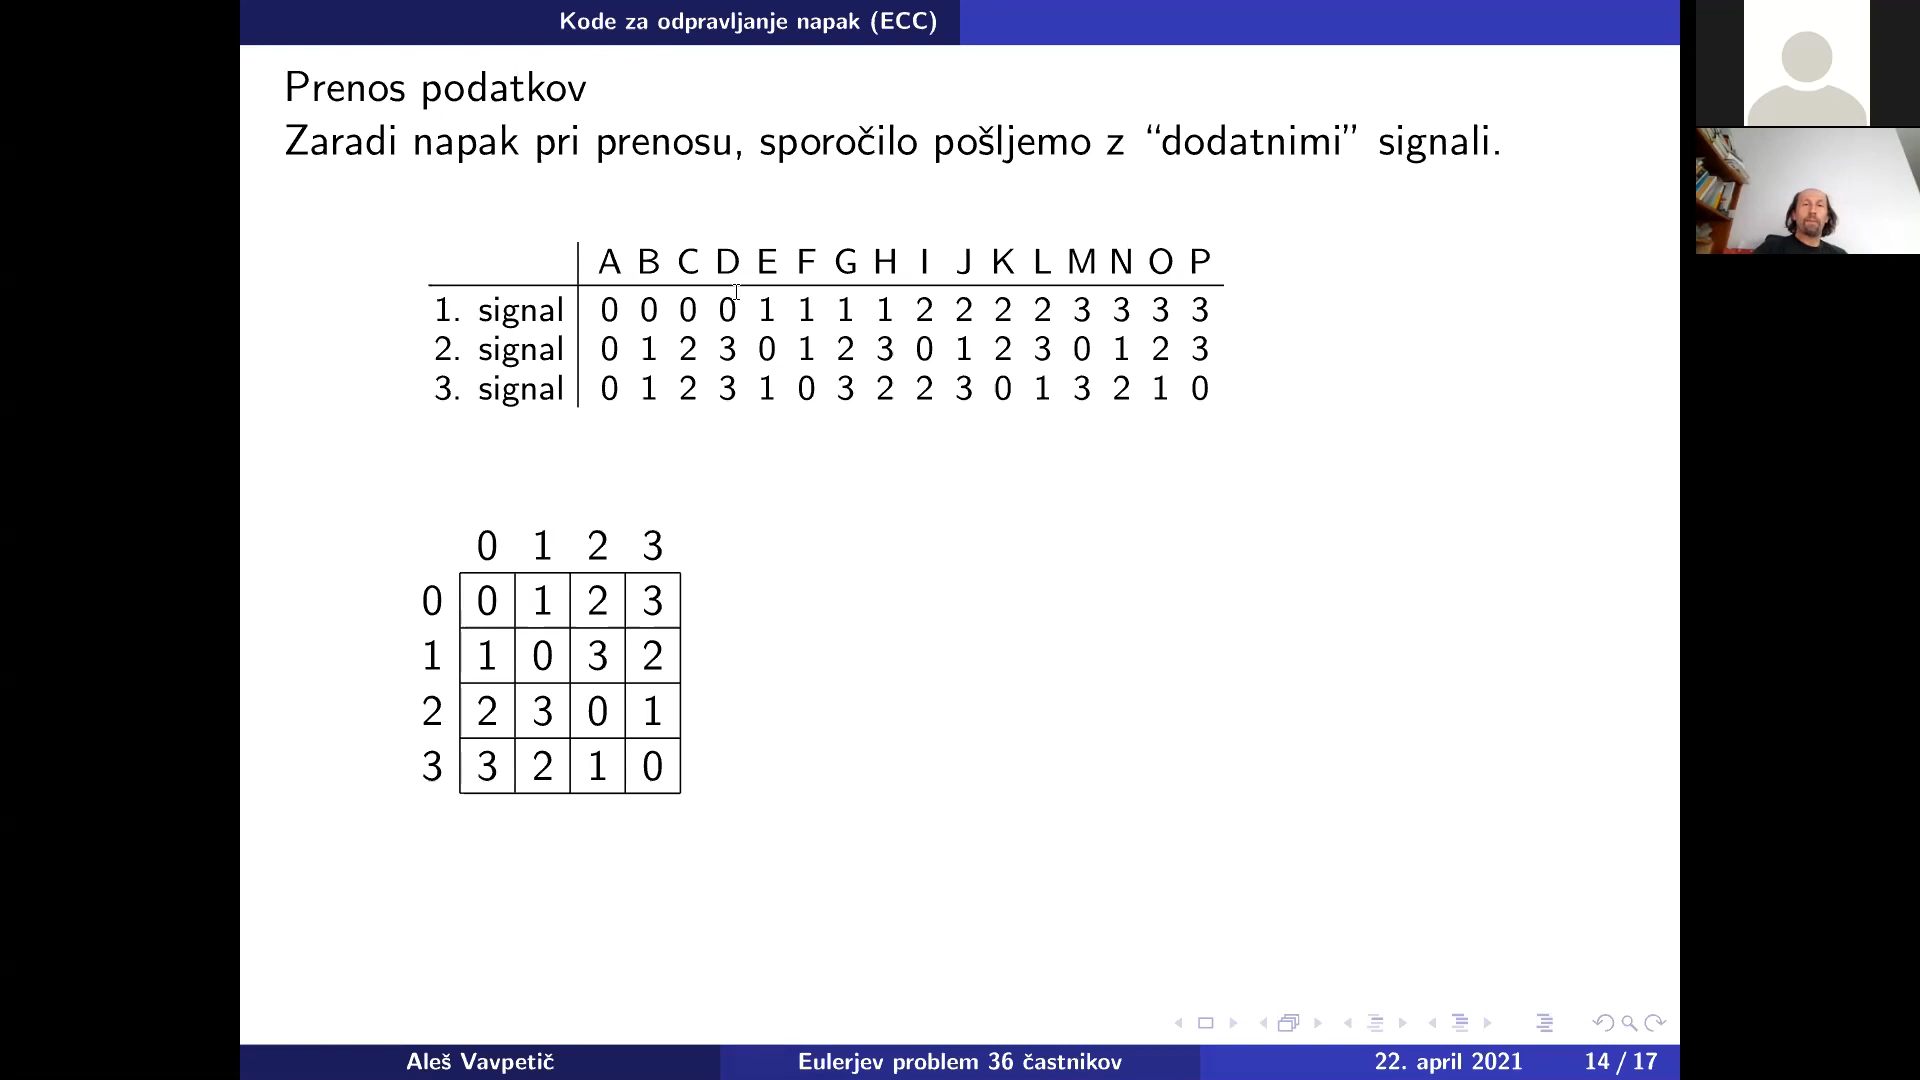 Kode za odpravljanje napak (ECC)
Prenos podatkov
Zaradi napak pri prenosu, sporočilo pošljemo z “dodatnimi” signali.
A B C D E F G H I J K L M N O P
1. signal 0 0 0 0 1 1 1 1 2 2 2 2 3 3 3 3
2. signal 0 1 2 3 0 1 2 3 0 1 2 3 0 1 2 3
3. signal 0 1 2 3 1 0 3 2 2 3 0 1 3 2 1 0
0 1 2 3
0 0 1 2 3
1 1 0 3 2
2 2 3 0 1
3 3 2 1 0
Aleš Vavpetič Eulerjev problem 36 častnikov 22. april 2021 14 / 17